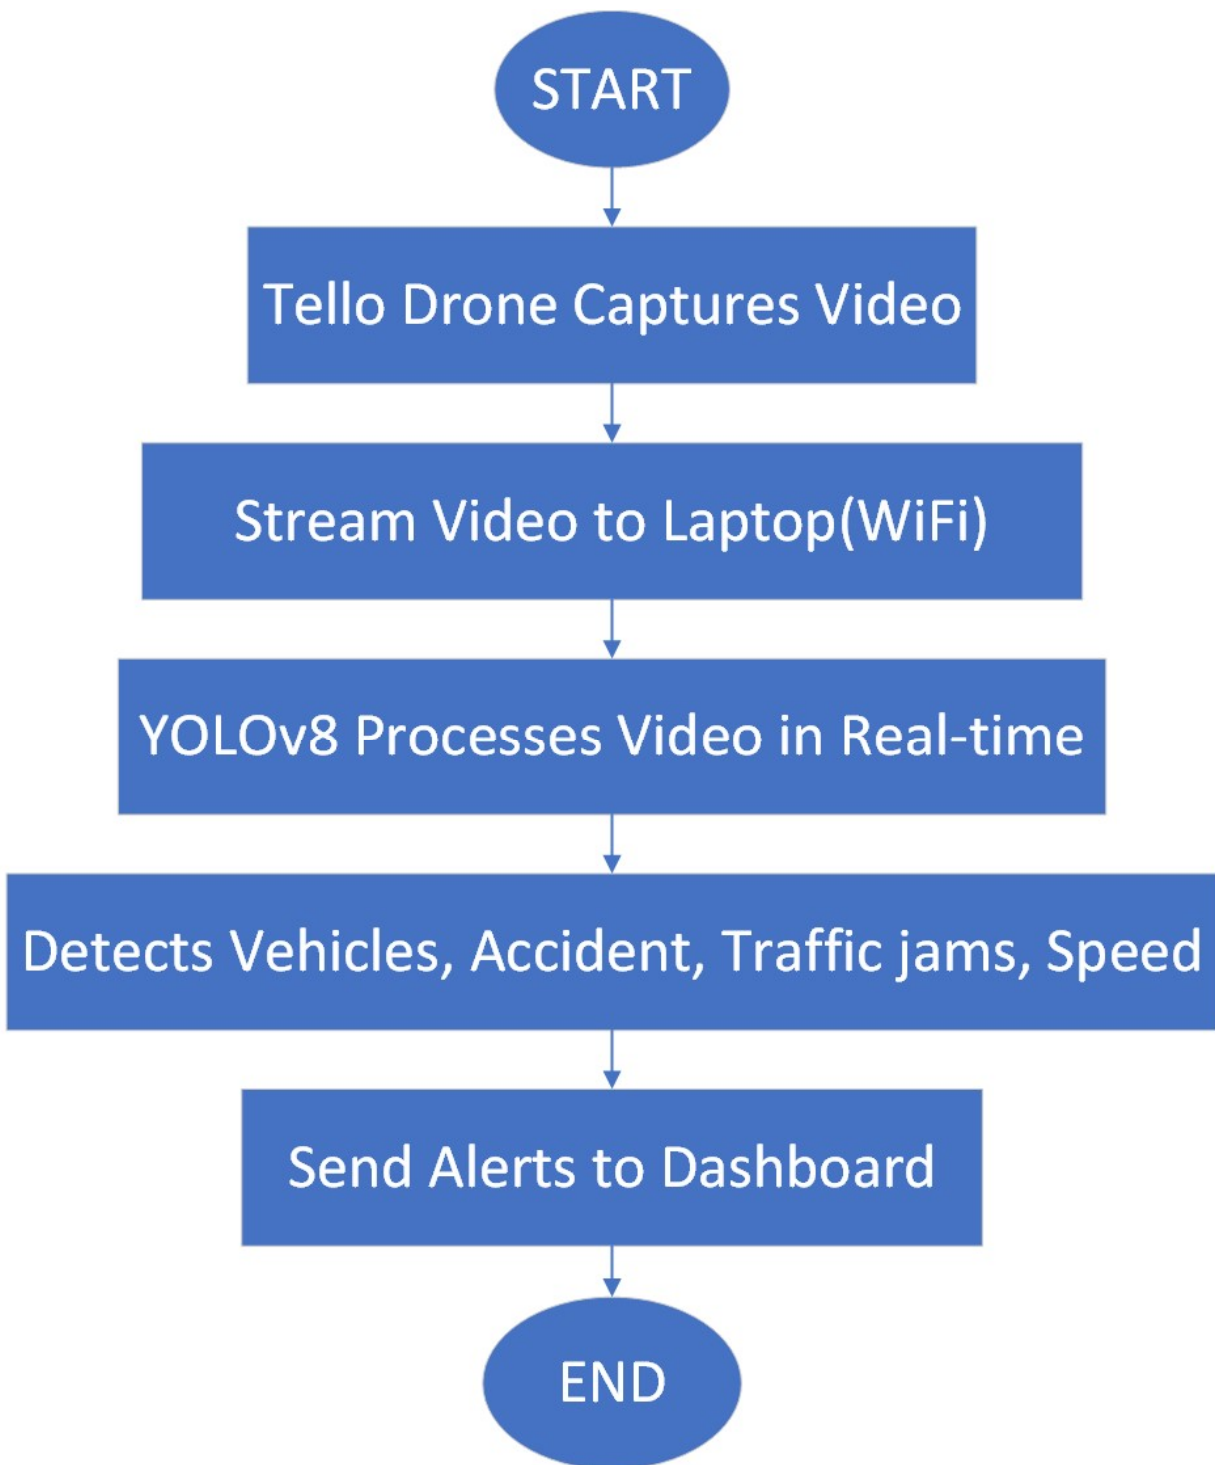 START
Tello Drone Captures Video
Stream Video to Laptop(WiFi)
YOLOv8 Processes Video in Real-time
Detects Vehicles, Accident, Traffic jams, Speed
Send Alerts to Dashboard
END